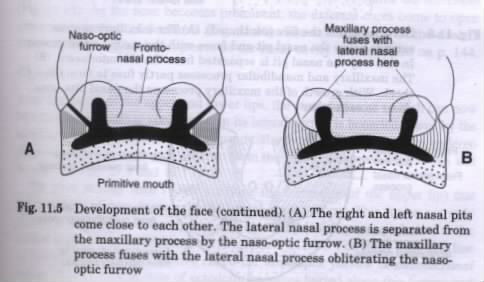 Naso-optic
furrow
Fronto-
nasal process
Maxillary process
fuses with
lateral nasal
process here
A
B
Primitive mouth
Fig. 11.5 Development of the face (continued). (A) The right and left nasal pits
come close to each other. The lateral nasal process is separated from
the maxillary process by the naso-optic furrow. (B) The maxillary
process fuses with the lateral nasal process obliterating the naso-
optic furrow